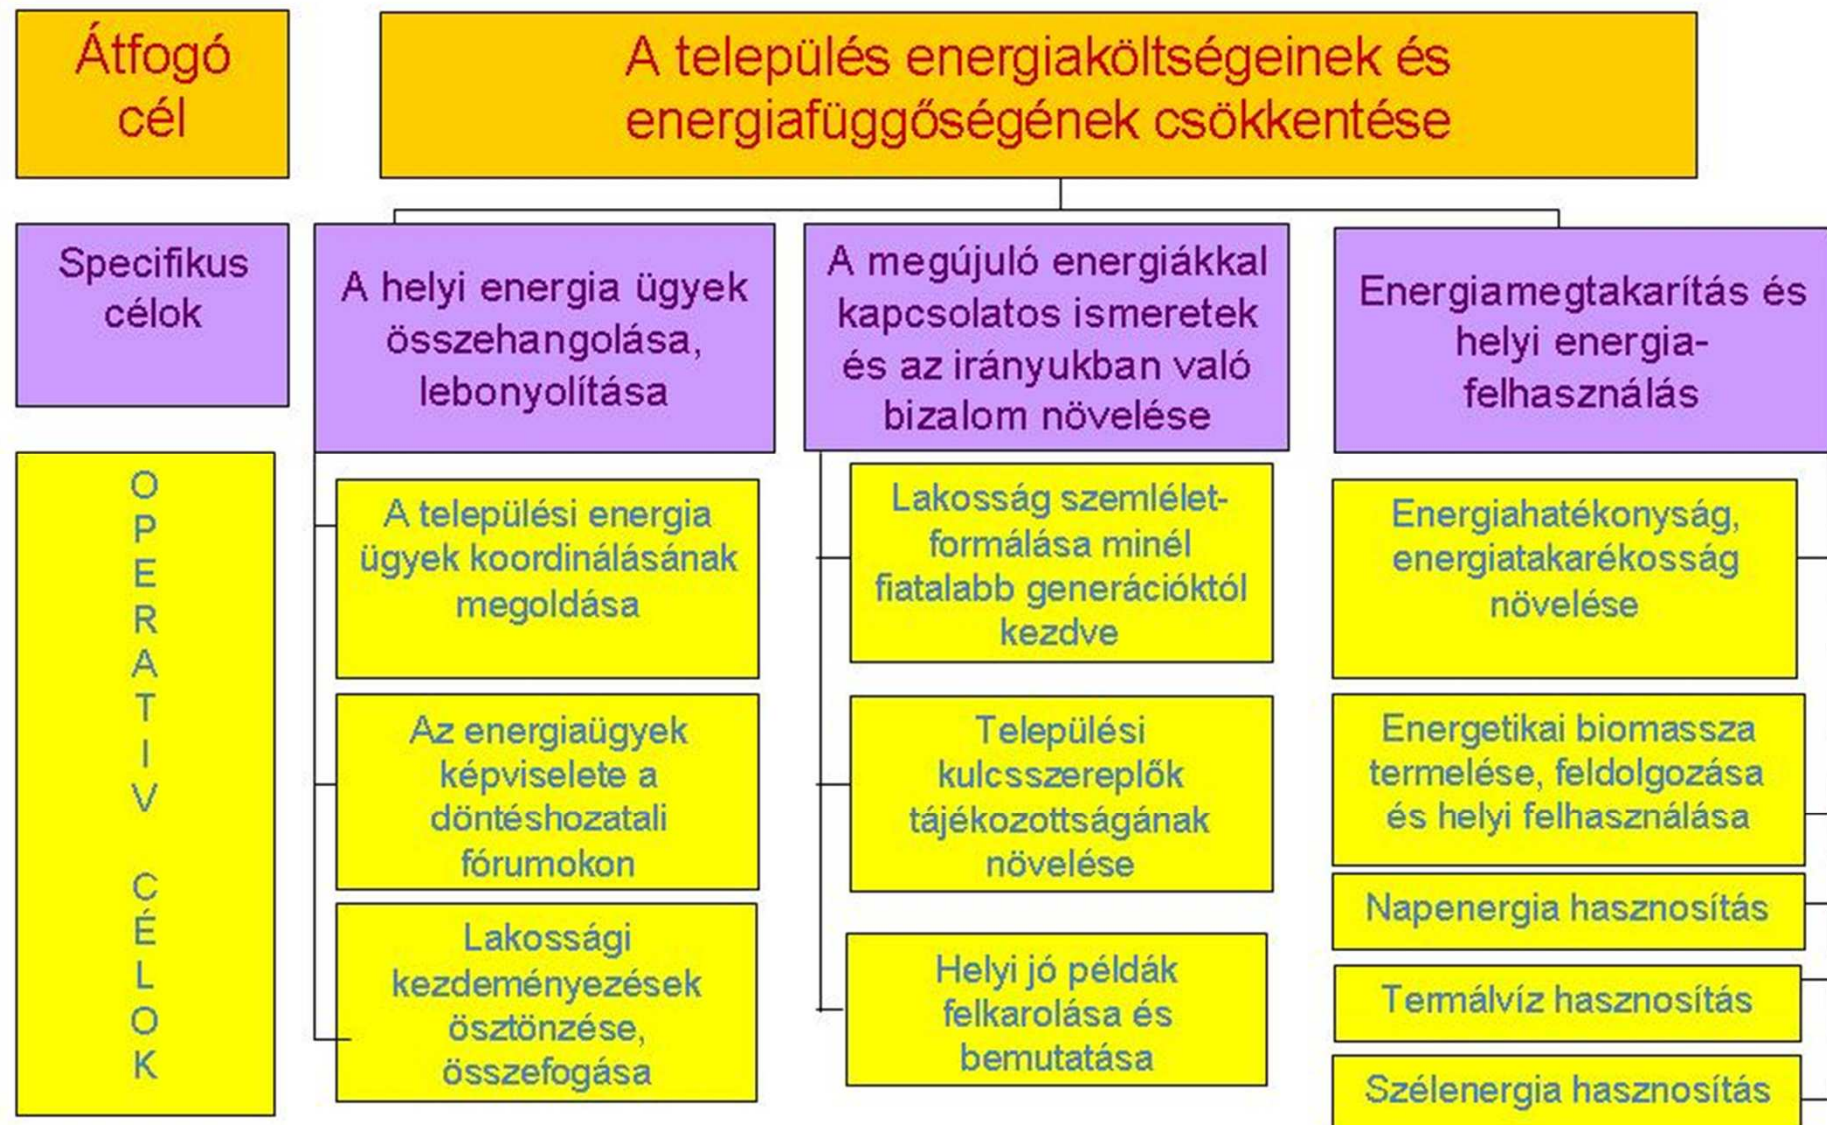 Átfogó
cél
A település energiaköltségeinek és
energiafüggőségének csökkentése
Specifikus
célok
A helyi energia ügyek
összehangolása,
lebonyolítása
A megújuló energiákkal
kapcsolatos ismeretek
és az irányukban való
bizalom növelése
Energiamegtakarítás és
helyi energia-
felhasználás
O
P
E
R
A
T
I
V
C
É
L
O
K
A települési energia
ügyek koordinálásának
megoldása
Az energiaügyek
képviselete a
döntéshozatali
fórumokon
Lakossági
kezdeményezések
ösztönzése,
összefogása
Lakosság szemlélet-
formálása minél
fiatalabb generációktól
kezdve
Települési
kulcsszereplők
tájékozottságának
növelése
Helyi jó példák
felkarolása és
bemutatása
Energiahatékonyság,
energiatakarékosság
növelése
Energetikai biomassza
termelése, feldolgozása
és helyi felhasználása
Napenergia hasznosítás
Termálvíz hasznosítás
Szélenergia hasznosítás